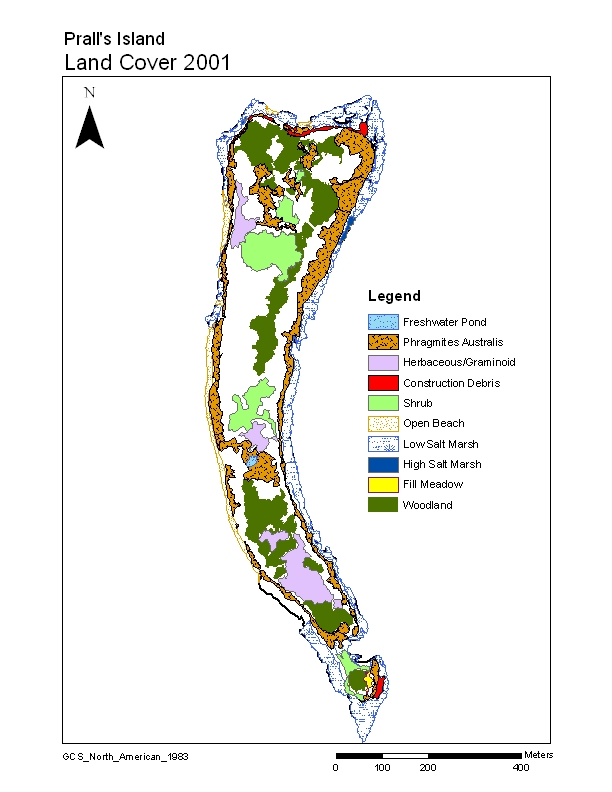 Prall's Island
Land Cover 2001
N
Legend
Freshwater Pond
Phragmites Australis
Herbaceous/Graminoid
Construction Debris
Shrub
Open Beach
Low Salt Marsh
High Salt Marsh
Fill Meadow
Woodland
GCS_North_American_1983
Meters
0 100 200 400